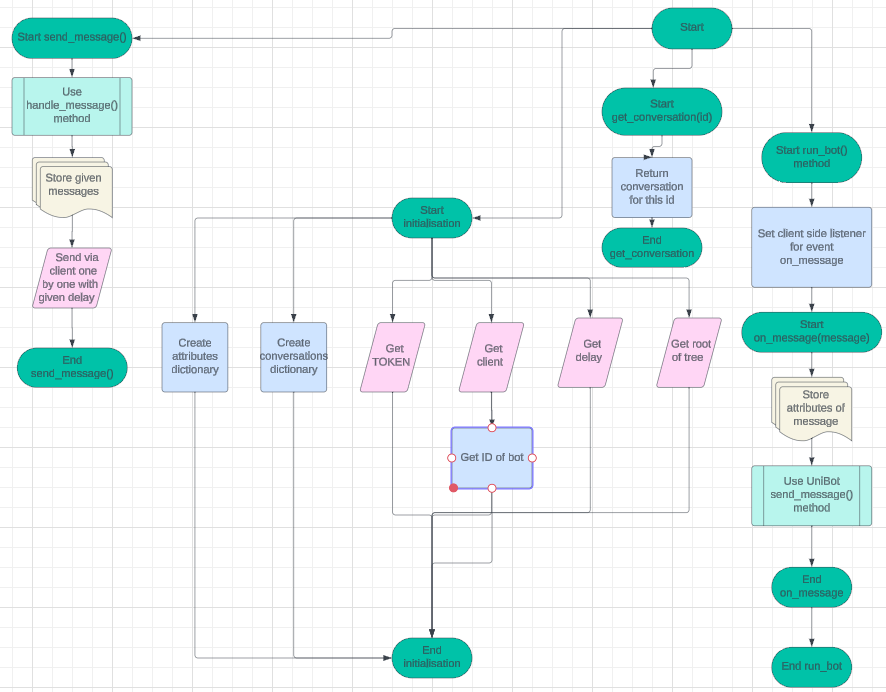 Start send_message()
Use
handle_message()
method
Store given
messages
Send via
client one
by one with
given delay
End
send_message()
Start
Start
get_conversation(id)
Return
conversation
for this id
End
get_conversation
Start
initialisation
Create
attributes
dictionary
Create
conversations
dictionary
Get
TOKEN
Get
client
Get
delay
Get root
of tree
Get ID of bot
End
initialisation
Start run_bot()
method
Set client side listener
for event
on_message
Start
on_message(message)
Store
attributes of
message
Use UniBot
send_message()
method
End
on_message
End run_bot